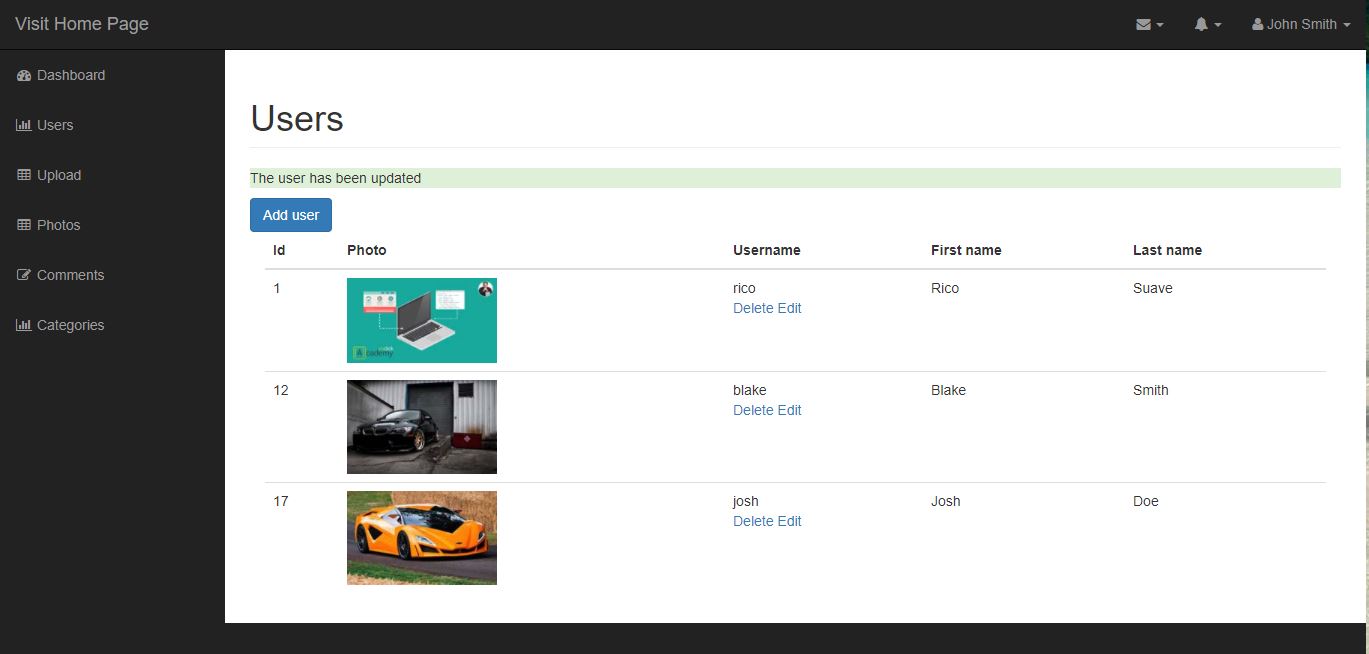 Visit Home Page
John Smith
Dashboard
Users
Upload
Photos
Comments
Categories
Users
The user has been updated
Add user
Id Photo Username First name Last name
1 rico Rico Suave
Delete Edit
Academy
12 blake Blake Smith
Delete Edit
17 josh Josh Doe
Delete Edit